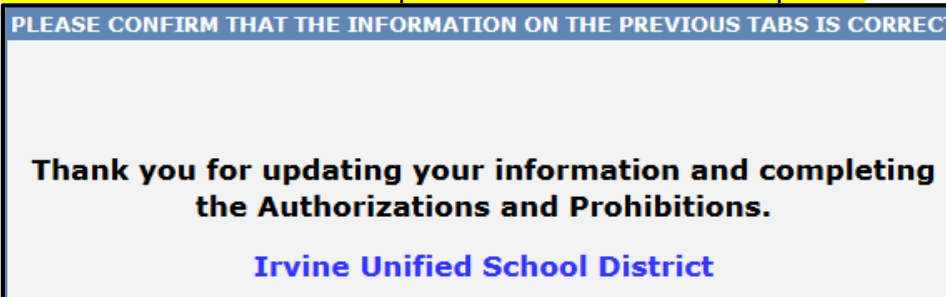 PLEASE CONFIRM THAT THE INFORMATION ON THE PREVIOUS TABS IS CORRECT
Thank you for updating your information and completing
the Authorizations and Prohibitions.
Irvine Unified School District